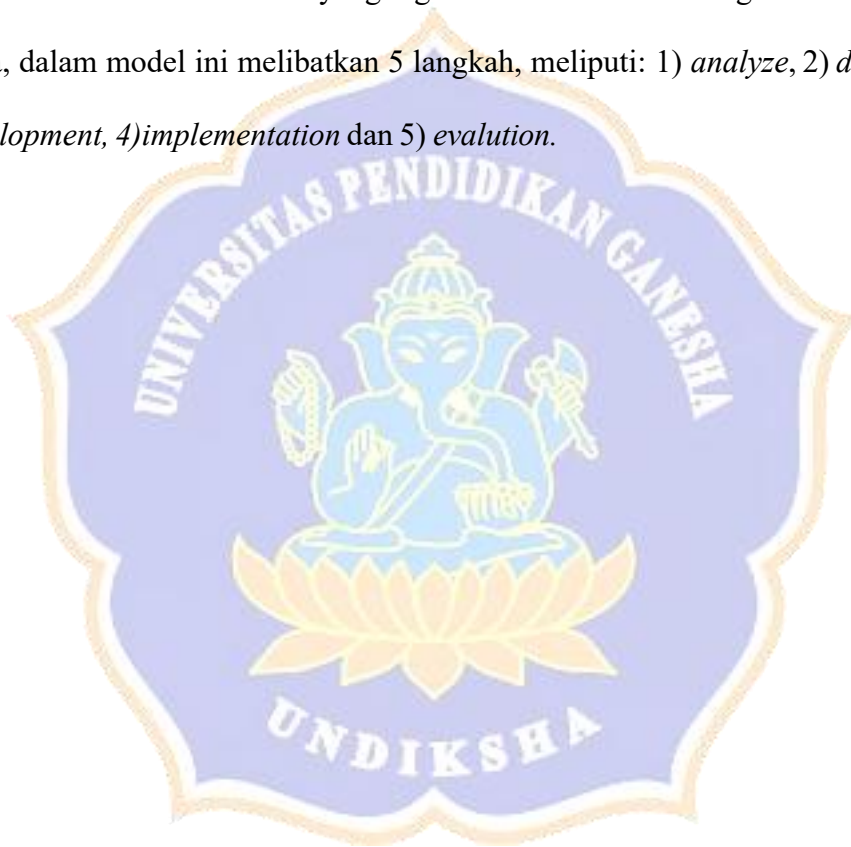 , dalam model ini melibatkan 5 langkah, meliputi: 1) analyze, 2) d
lopment, 4)implementation dan 5) evalution.
UNIVERSITAS PENDIDIKAN GANESHA
UNDIKSHA